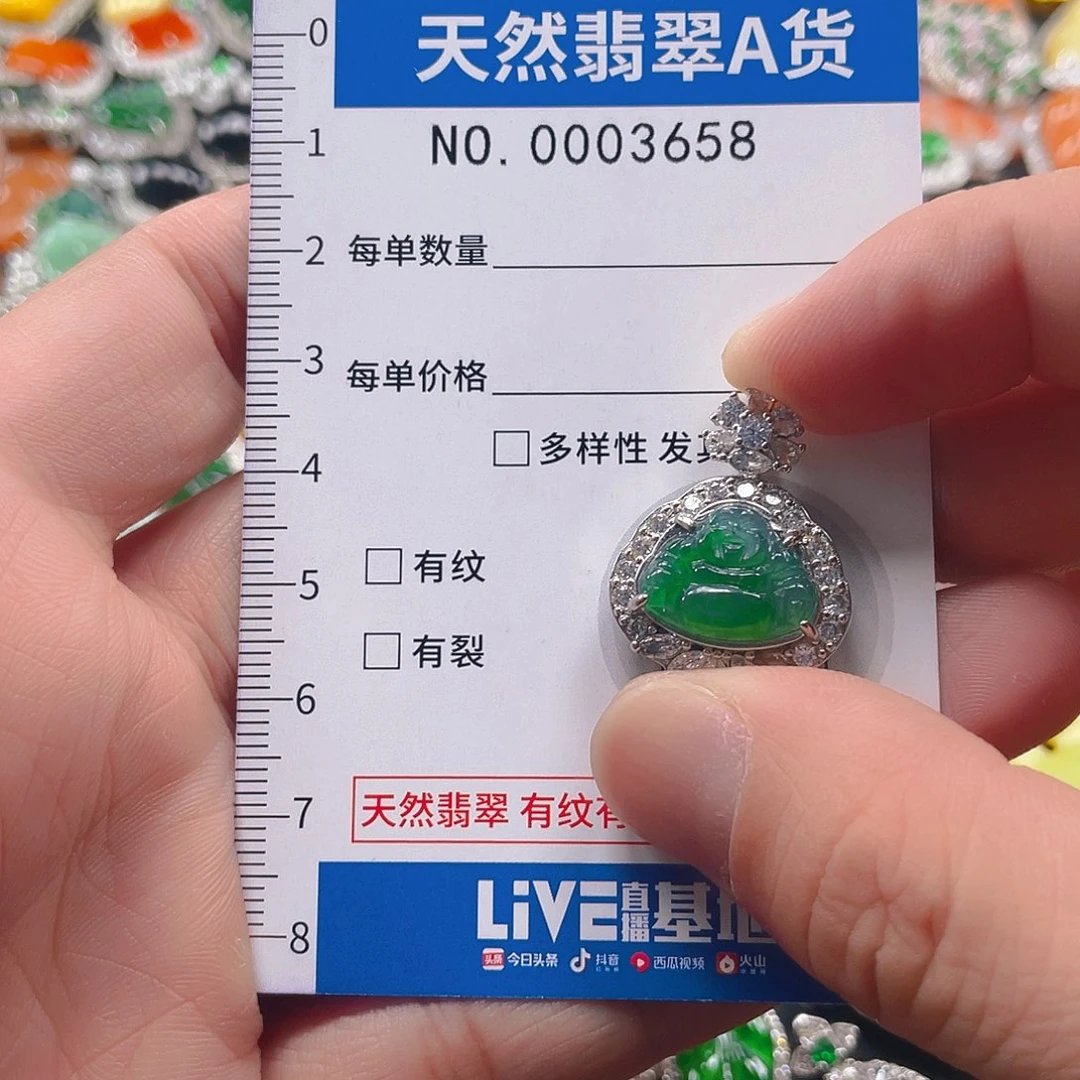 天然翡翠A货
NO. 0003658
0
1
2
3
4
5
6
7
8
每单数量
每单价格
多样性 发
有纹
有裂
天然翡翠 有纹
LiVE直播基地
头条 今日头条 抖音 西瓜视频 火山